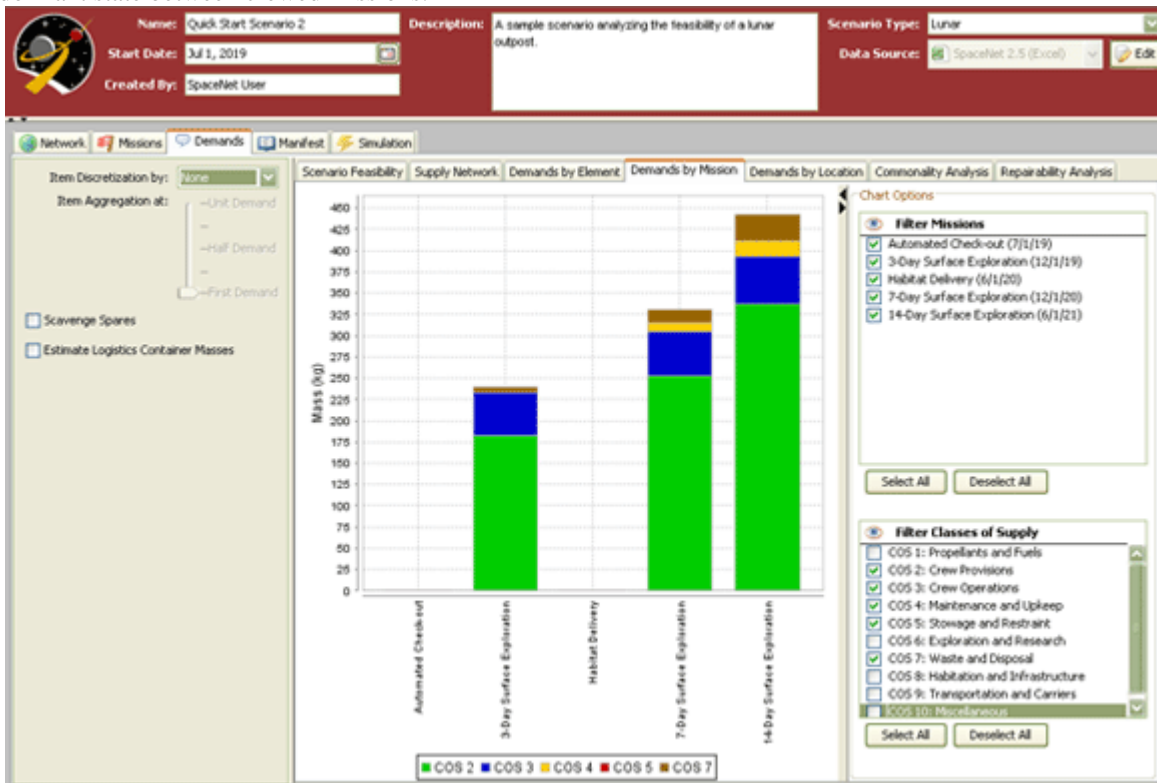 Name: Quick Start Scenario 2
Start Date: Jul 1, 2019
Created By: SpaceNet User
Description: A sample scenario analyzing the feasibility of a lunar
outpost.
Scenario Type: Lunar
Data Source: SpaceNet 2.5 (Excel) Edit
Network Missions Demands Manifest Simulation
Item Discretization by: None
Item Aggregation at: Unit Demand
Half Demand
First Demand
Scavenge Spares
Estimate Logistics Container Masses
Scenario Feasibility Supply Network Demands by Element Demands by Mission Demands by Location Commonality Analysis Repairability Analysis
450
425
400
375
350
325
300
275
250
225
200
175
150
125
100
75
50
25
0
Mass (kg)
Automated Check-out
3-Day Surface Exploration
Habitat Delivery
7-Day Surface Exploration
14-Day Surface Exploration
COS 2 COS 3 COS 4 COS 5 COS 7
Chart Options
Filter Missions
Automated Check-out (7/1/19)
3-Day Surface Exploration (12/1/19)
Habitat Delivery (6/1/20)
7-Day Surface Exploration (12/1/20)
14-Day Surface Exploration (6/1/21)
Select All Deselect All
Filter Classes of Supply
COS 1: Propellants and Fuels
COS 2: Crew Provisions
COS 3: Crew Operations
COS 4: Maintenance and Upkeep
COS 5: Stowage and Restraint
COS 6: Exploration and Research
COS 7: Waste and Disposal
COS 8: Habitation and Infrastructure
COS 9: Transportation and Carriers
COS 10: Miscellaneous
Select All Deselect All